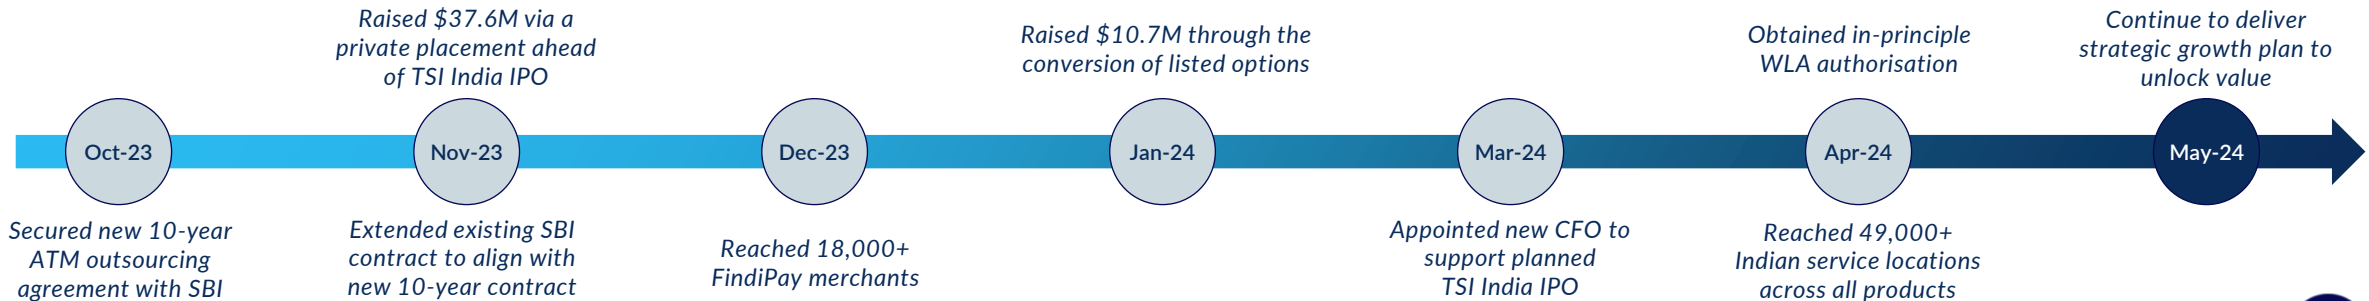 Raised $37.6M via a
private placement ahead
of TSI India IPO
Raised $10.7M through the
conversion of listed options
Obtained in-principle
WLA authorisation
Continue to deliver
strategic growth plan to
unlock value
Oct-23
Nov-23
Dec-23
Jan-24
Mar-24
Apr-24
May-24
Secured new 10-year
ATM outsourcing
agreement with SBI
Extended existing SBI
contract to align with
new 10-year contract
Reached 18,000+
FindiPay merchants
Appointed new CFO to
support planned
TSI India IPO
Reached 49,000+
Indian service locations
across all products